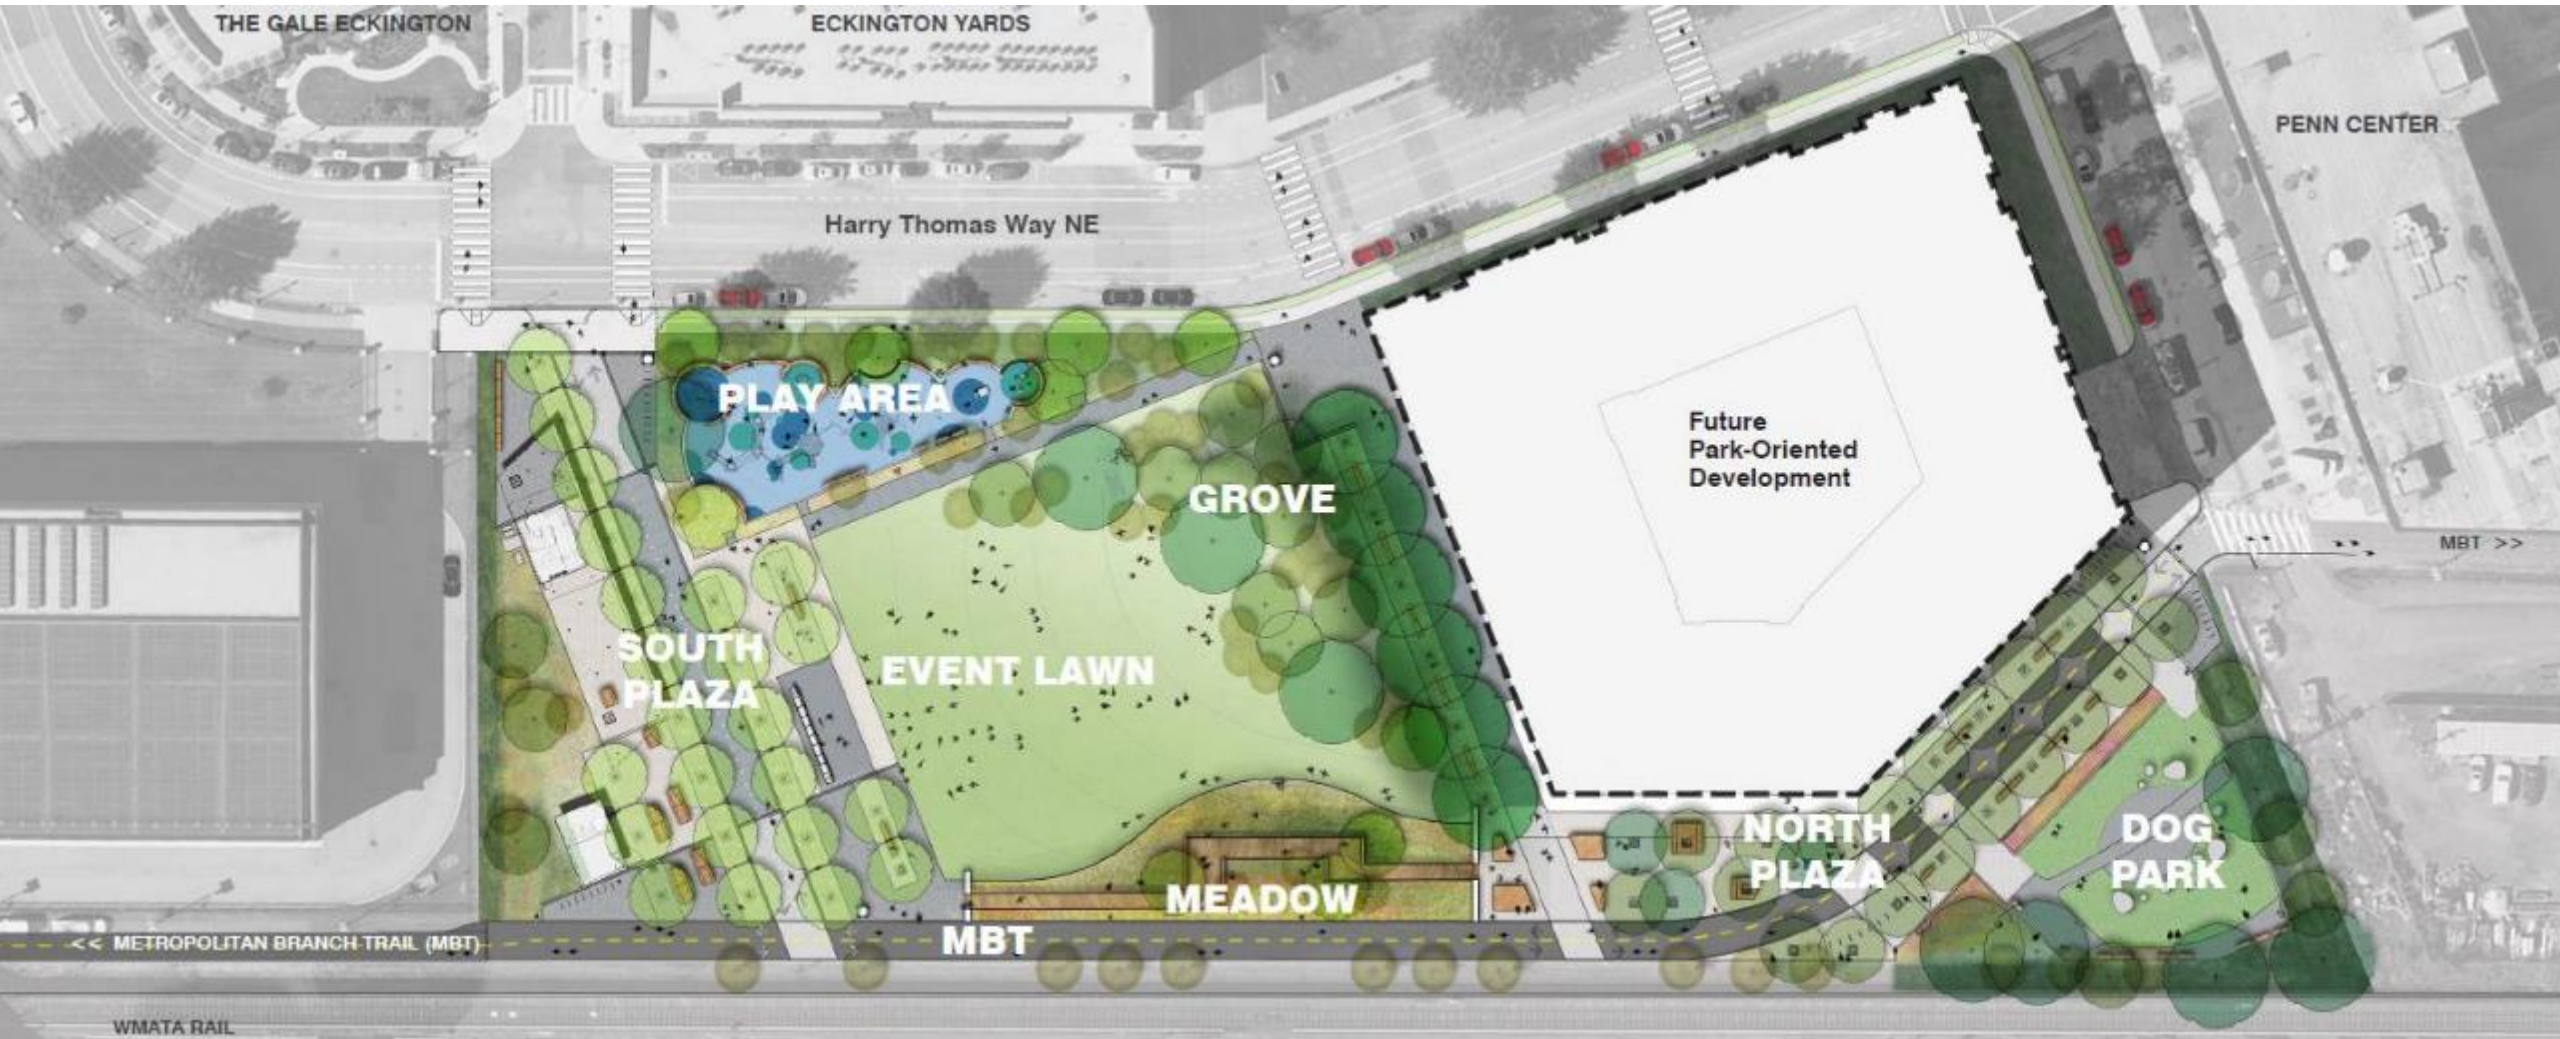 THE GALE ECKINGTON
ECKINGTON YARDS
PENN CENTER
Harry Thomas Way NE
PLAY AREA
Future
Park-Oriented
Development
GROVE
MBT >>
SOUTH
PLAZA
EVENT LAWN
NORTH
PLAZA
DOG
PARK
MEADOW
<< METROPOLITAN BRANCH TRAIL (MBT)
MBT
WMATA RAIL